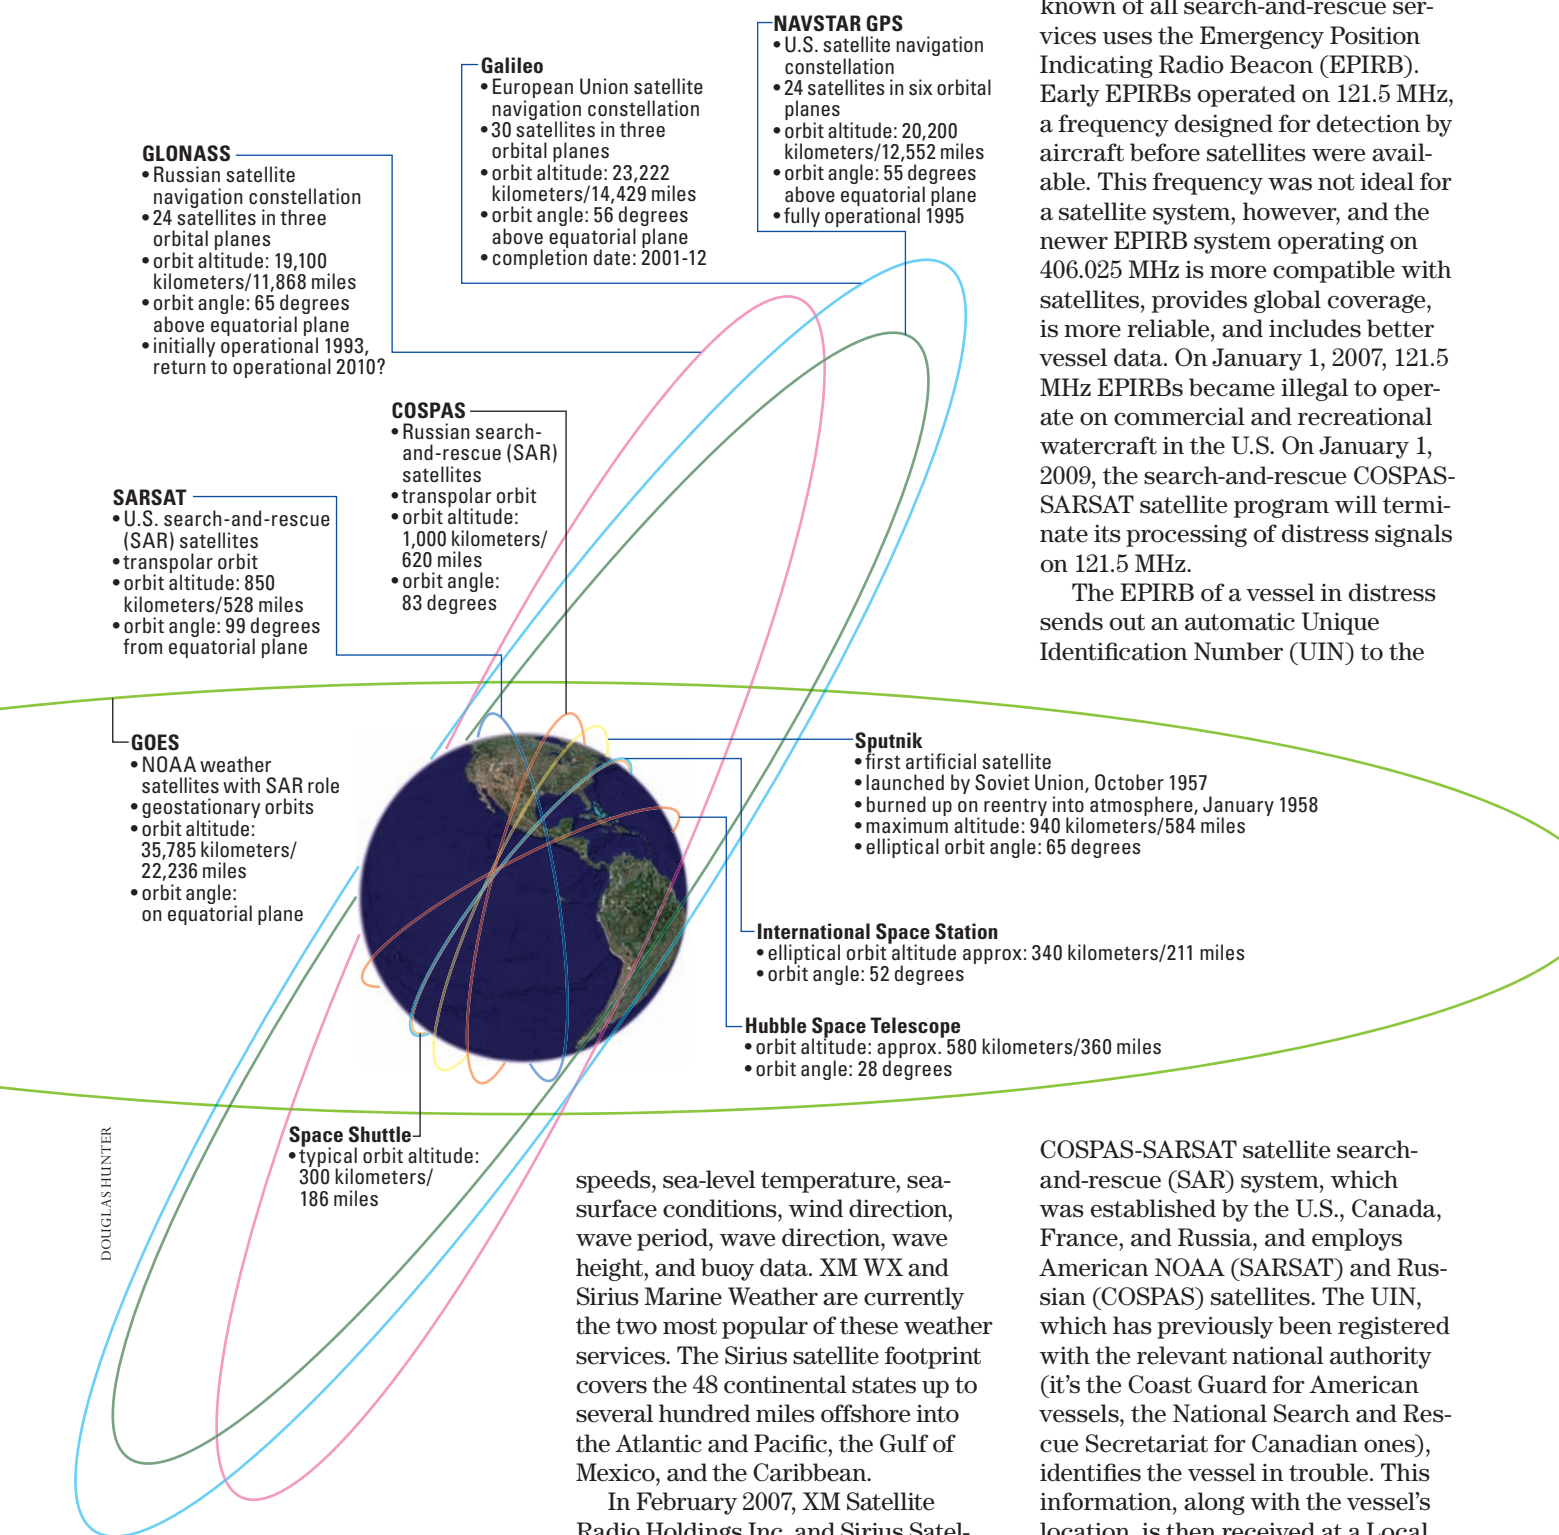 NAVSTAR GPS
• U.S. satellite navigation
constellation
• 24 satellites in six orbital
planes
• orbit altitude: 20,200
kilometers/12,552 miles
• orbit angle: 55 degrees
above equatorial plane
• fully operational 1995
Galileo
• European Union satellite
navigation constellation
• 30 satellites in three
orbital planes
• orbit altitude: 23,222
kilometers/14,429 miles
• orbit angle: 56 degrees
above equatorial plane
• completion date: 2001-12
GLONASS
• Russian satellite
navigation constellation
• 24 satellites in three
orbital planes
• orbit altitude: 19,100
kilometers/11,868 miles
• orbit angle: 65 degrees
above equatorial plane
• initially operational 1993,
return to operational 2010?
COSPAS
• Russian search-
and-rescue (SAR)
satellites
• transpolar orbit
• orbit altitude:
1,000 kilometers/
620 miles
• orbit angle:
83 degrees
SARSAT
• U.S. search-and-rescue
(SAR) satellites
• transpolar orbit
• orbit altitude: 850
kilometers/528 miles
• orbit angle: 99 degrees
from equatorial plane
GOES
• NOAA weather
satellites with SAR role
• geostationary orbits
• orbit altitude:
35,785 kilometers/
22,236 miles
• orbit angle:
on equatorial plane
Sputnik
• first artificial satellite
• launched by Soviet Union, October 1957
• burned up on reentry into atmosphere, January 1958
• maximum altitude: 940 kilometers/584 miles
• elliptical orbit angle: 65 degrees
International Space Station
• elliptical orbit altitude approx: 340 kilometers/211 miles
• orbit angle: 52 degrees
Hubble Space Telescope
• orbit altitude: approx. 580 kilometers/360 miles
• orbit angle: 28 degrees
Space Shuttle
• typical orbit altitude:
300 kilometers/
186 miles
DOUGLAS HUNTER
speeds, sea-level temperature, sea-
surface conditions, wind direction,
wave period, wave direction, wave
height, and buoy data. XM WX and
Sirius Marine Weather are currently
the two most popular of these weather
services. The Sirius satellite footprint
covers the 48 continental states up to
several hundred miles offshore into
the Atlantic and Pacific, the Gulf of
Mexico, and the Caribbean.
In February 2007, XM Satellite
Radio Holdings Inc. and Sirius Satel-
known of all search-and-rescue ser-
vices uses the Emergency Position
Indicating Radio Beacon (EPIRB).
Early EPIRBs operated on 121.5 MHz,
a frequency designed for detection by
aircraft before satellites were avail-
able. This frequency was not ideal for
a satellite system, however, and the
newer EPIRB system operating on
406.025 MHz is more compatible with
satellites, provides global coverage,
is more reliable, and includes better
vessel data. On January 1, 2007, 121.5
MHz EPIRBs became illegal to oper-
ate on commercial and recreational
watercraft in the U.S. On January 1,
2009, the search-and-rescue COSPAS-
SARSAT satellite program will termi-
nate its processing of distress signals
on 121.5 MHz.
The EPIRB of a vessel in distress
sends out an automatic Unique
Identification Number (UIN) to the
COSPAS-SARSAT satellite search-
and-rescue (SAR) system, which
was established by the U.S., Canada,
France, and Russia, and employs
American NOAA (SARSAT) and Rus-
sian (COSPAS) satellites. The UIN,
which has previously been registered
with the relevant national authority
(it's the Coast Guard for American
vessels, the National Search and Res-
cue Secretariat for Canadian ones),
identifies the vessel in trouble. This
information, along with the vessel's
location, is then received at a Local